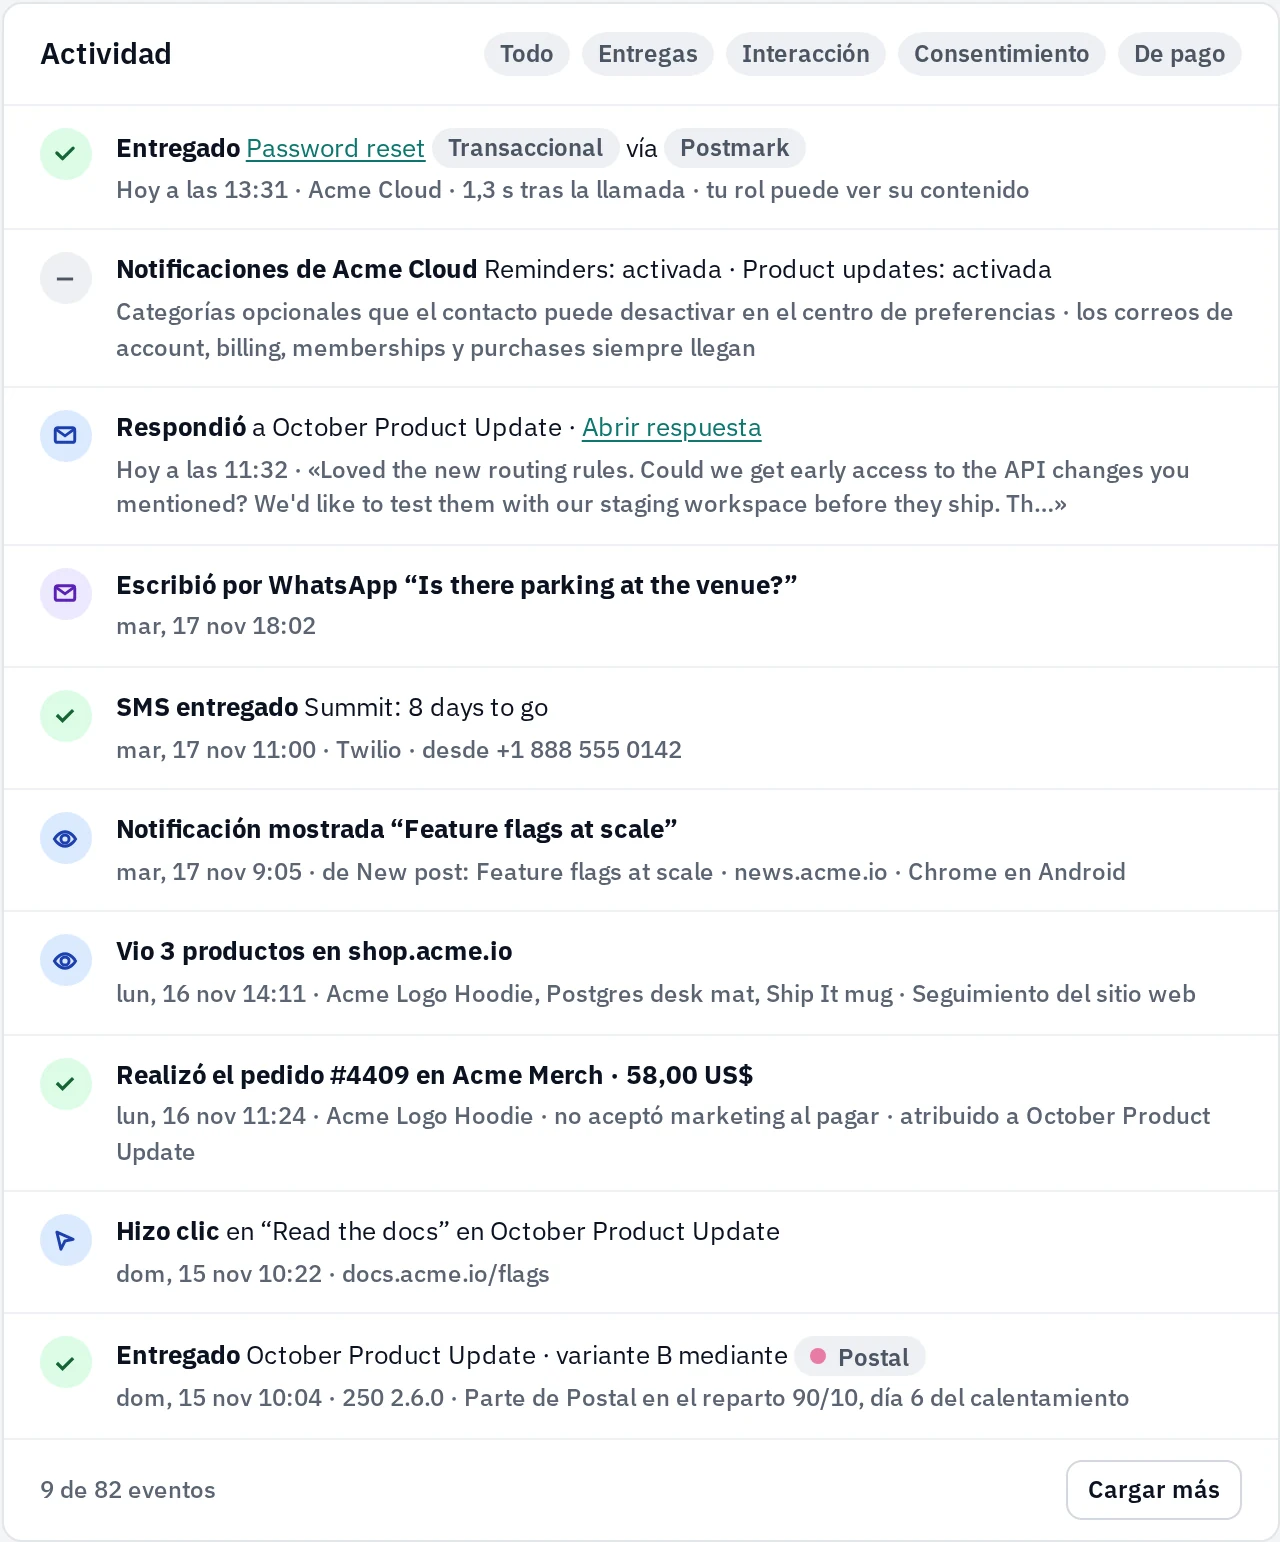 Actividad
Todo
Entregas
Interacción
Consentimiento
De pago
Entregado Password reset Transaccional vía Postmark
Hoy a las 13:31 · Acme Cloud · 1,3 s tras la llamada · tu rol puede ver su contenido
Notificaciones de Acme Cloud Reminders: activada · Product updates: activada
Categorías opcionales que el contacto puede desactivar en el centro de preferencias · los correos de
account, billing, memberships y purchases siempre llegan
Respondió a October Product Update · Abrir respuesta
Hoy a las 11:32 · «Loved the new routing rules. Could we get early access to the API changes you
mentioned? We'd like to test them with our staging workspace before they ship. Th…»
Escribió por WhatsApp “Is there parking at the venue?”
mar, 17 nov 18:02
SMS entregado Summit: 8 days to go
mar, 17 nov 11:00 · Twilio · desde +1 888 555 0142
Notificación mostrada “Feature flags at scale”
mar, 17 nov 9:05 · de New post: Feature flags at scale · news.acme.io · Chrome en Android
Vio 3 productos en shop.acme.io
lun, 16 nov 14:11 · Acme Logo Hoodie, Postgres desk mat, Ship It mug · Seguimiento del sitio web
Realizó el pedido #4409 en Acme Merch · 58,00 US$
lun, 16 nov 11:24 · Acme Logo Hoodie · no aceptó marketing al pagar · atribuido a October Product
Update
Hizo clic en “Read the docs” en October Product Update
dom, 15 nov 10:22 · docs.acme.io/flags
Entregado October Product Update · variante B mediante Postal
dom, 15 nov 10:04 · 250 2.6.0 · Parte de Postal en el reparto 90/10, día 6 del calentamiento
9 de 82 eventos
Cargar más